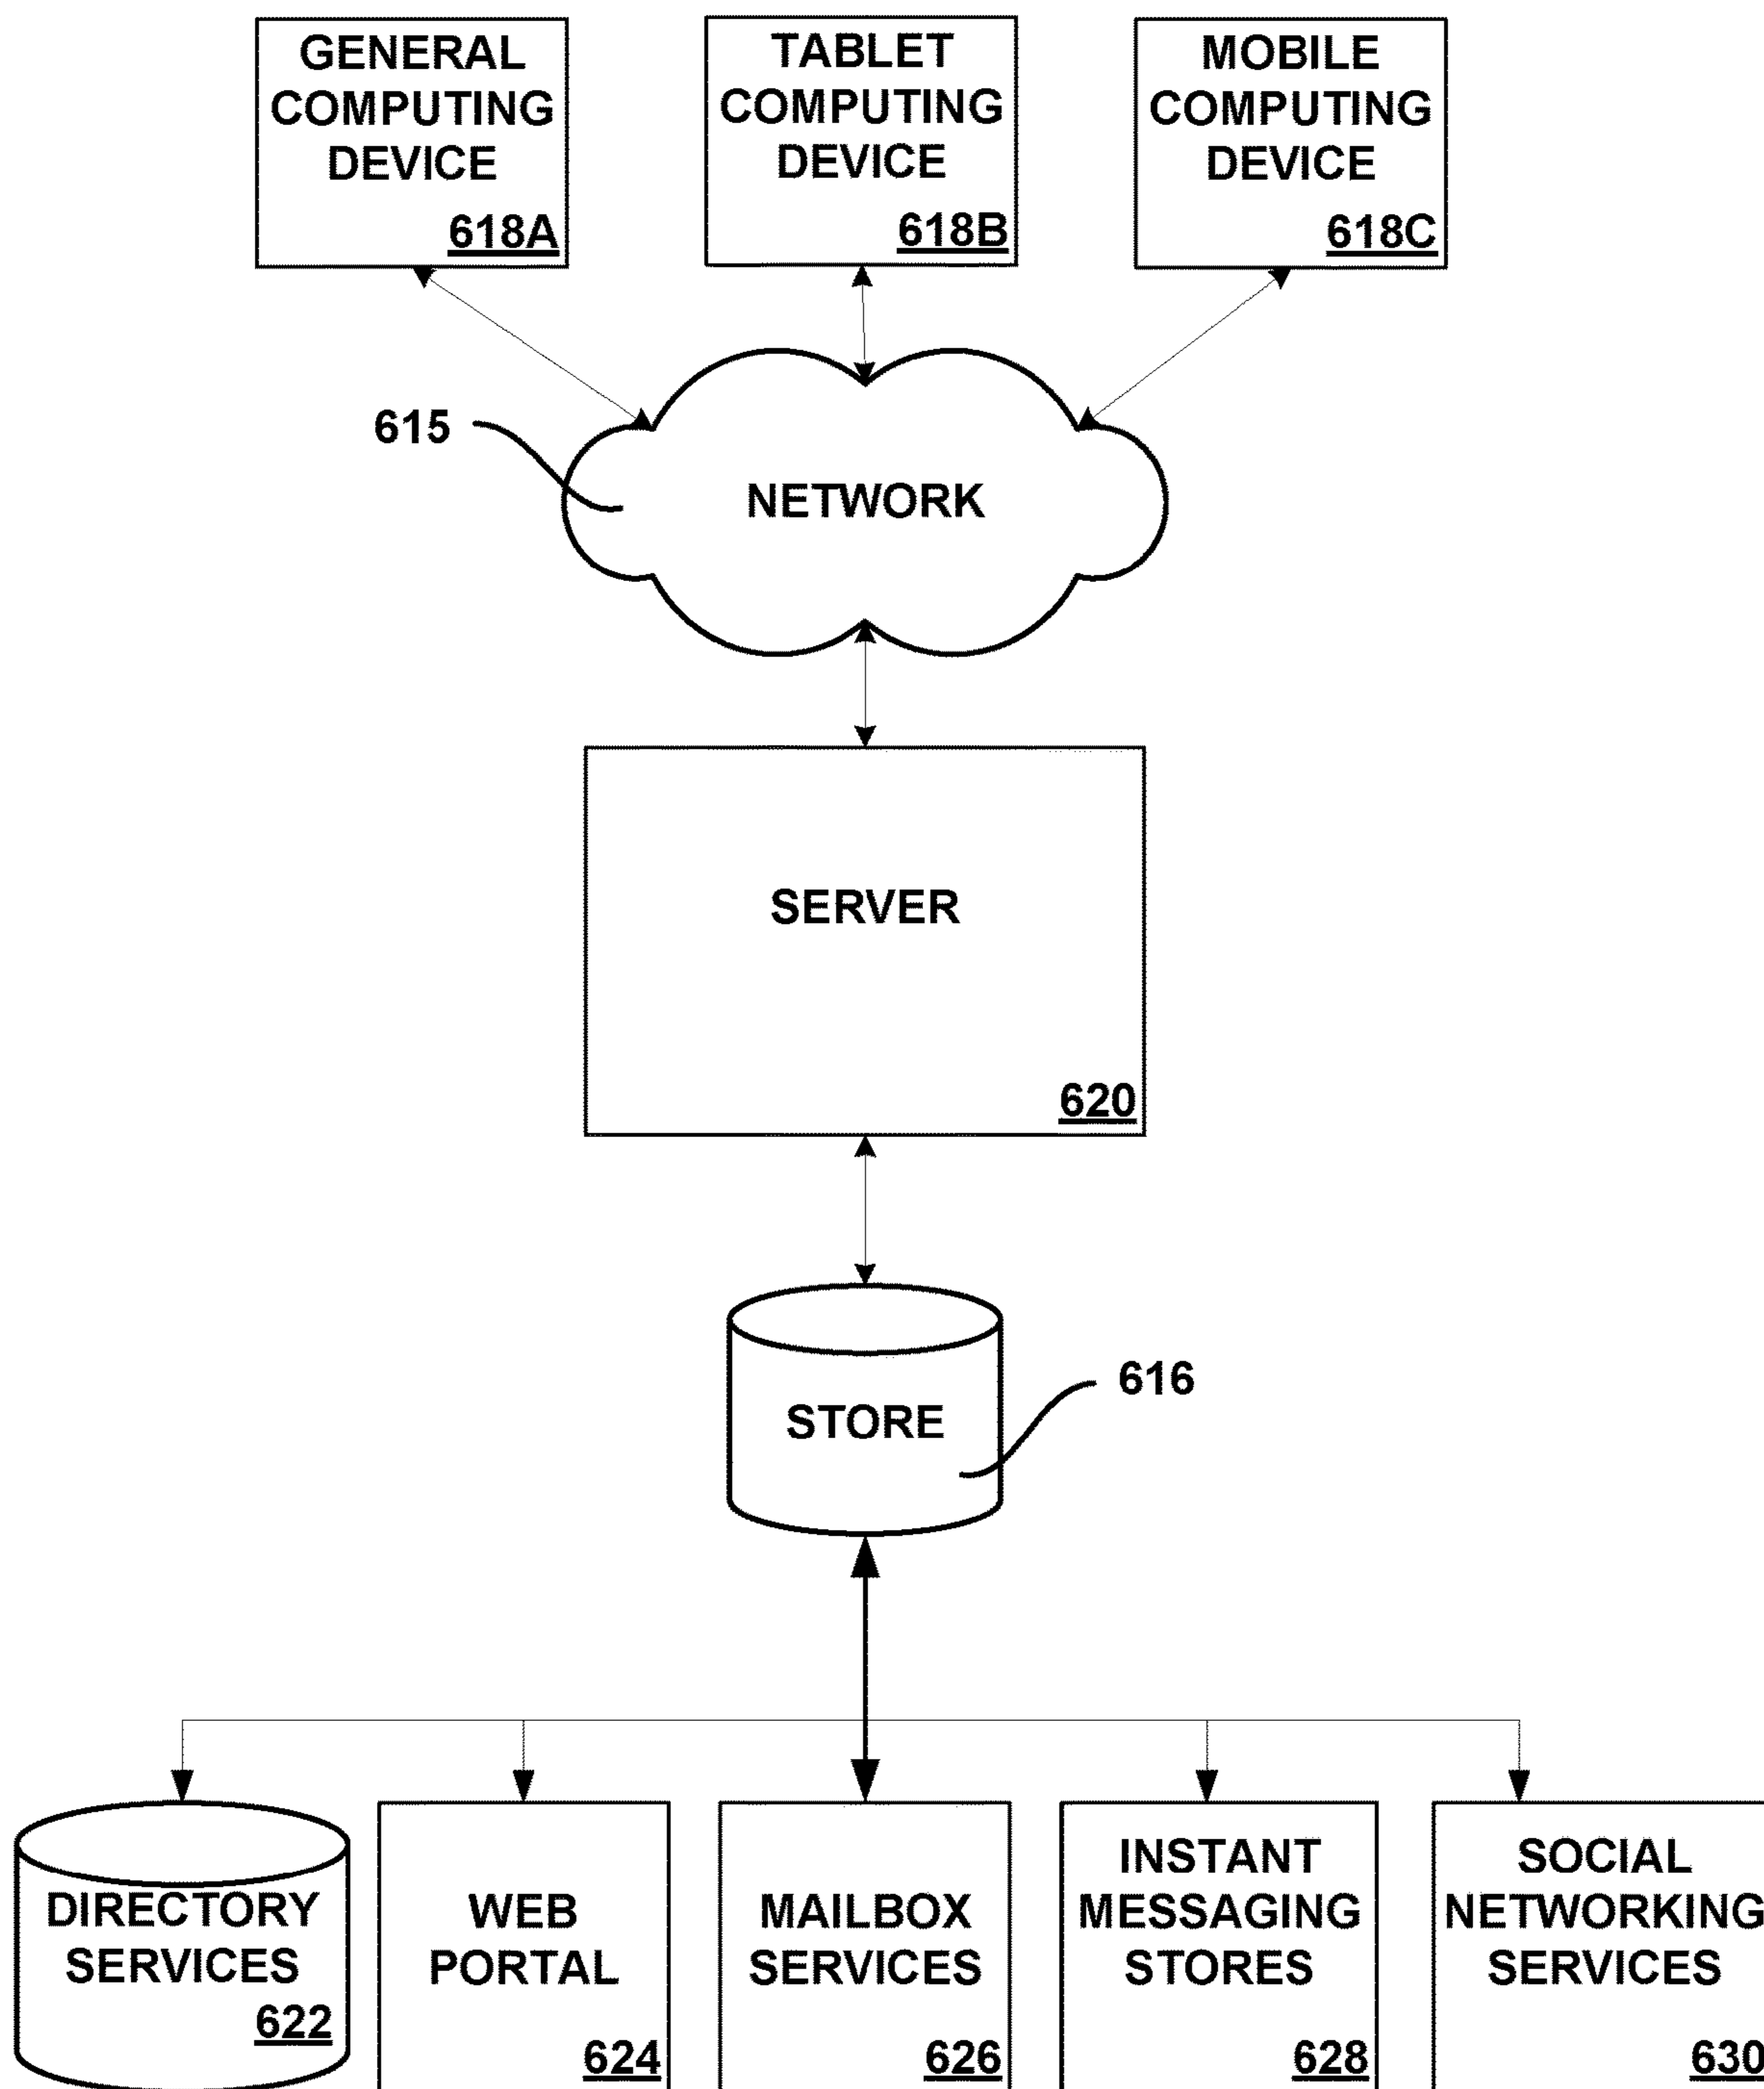 GENERAL
COMPUTING
DEVICE
618A
TABLET
COMPUTING
DEVICE
618B
MOBILE
COMPUTING
DEVICE
618C
615
NETWORK
SERVER
620
STORE
616
DIRECTORY
SERVICES
622
WEB
PORTAL
624
MAILBOX
SERVICES
626
INSTANT
MESSAGING
STORES
628
SOCIAL
NETWORKING
SERVICES
630